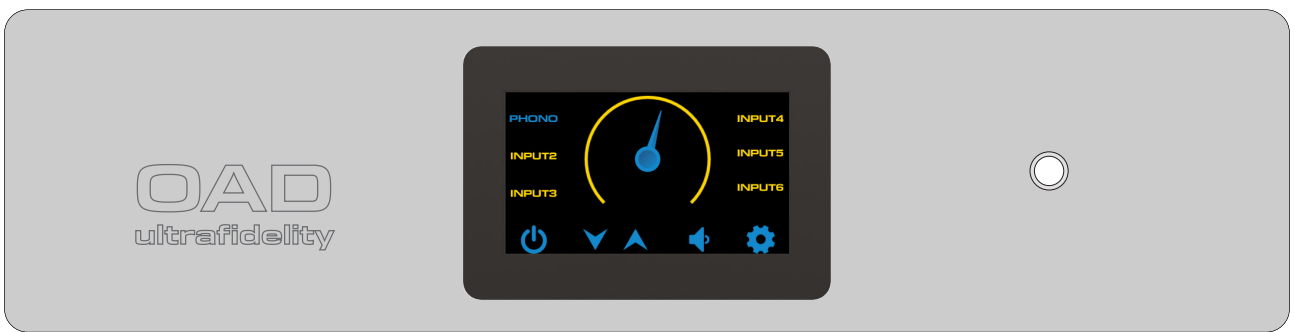 OAD
ultrafidelity
PHONO
INPUT2
INPUT3
INPUT4
INPUT5
INPUT6